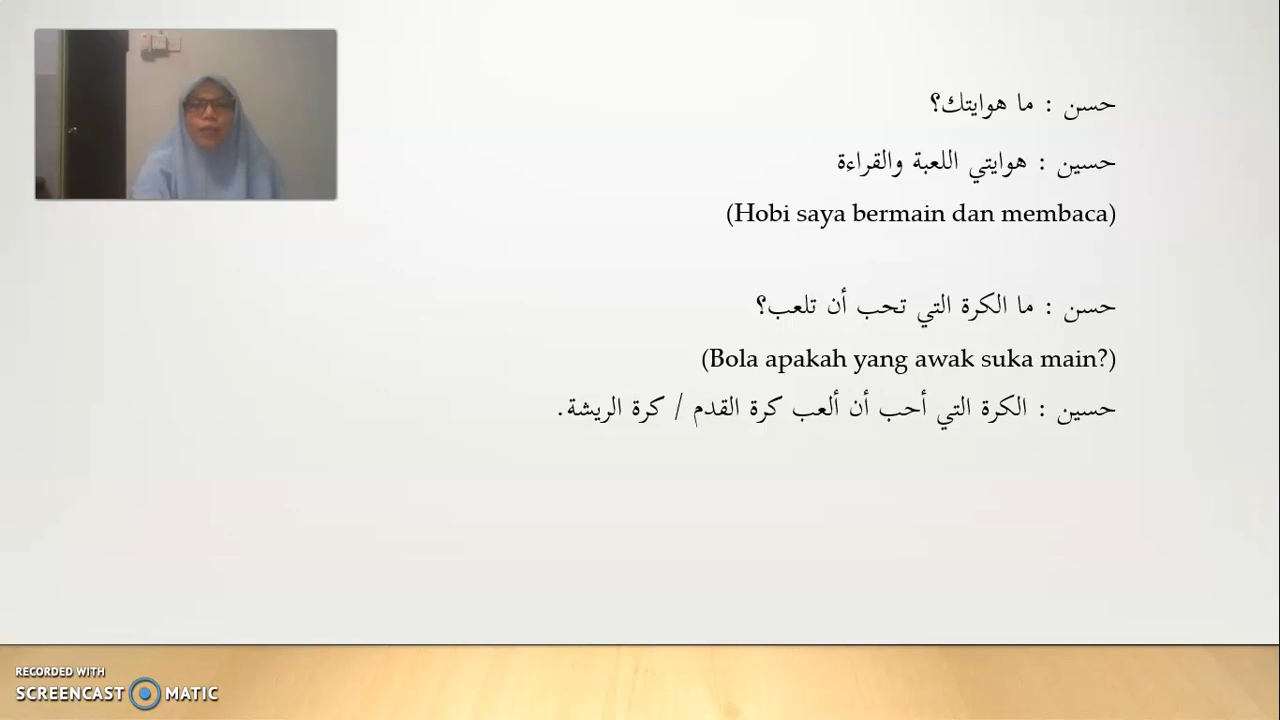 حسن : ما هوايتك؟
حسين : هوايتي اللعبة والقراءة
(Hobi saya bermain dan membaca)
حسن : ما الكرة التي تحب أن تلعب؟
(Bola apakah yang awak suka main?)
حسين : الكرة التي أحب أن ألعب كرة القدم / كرة الريشة.
RECORDED WITH
SCREENCAST MATIC